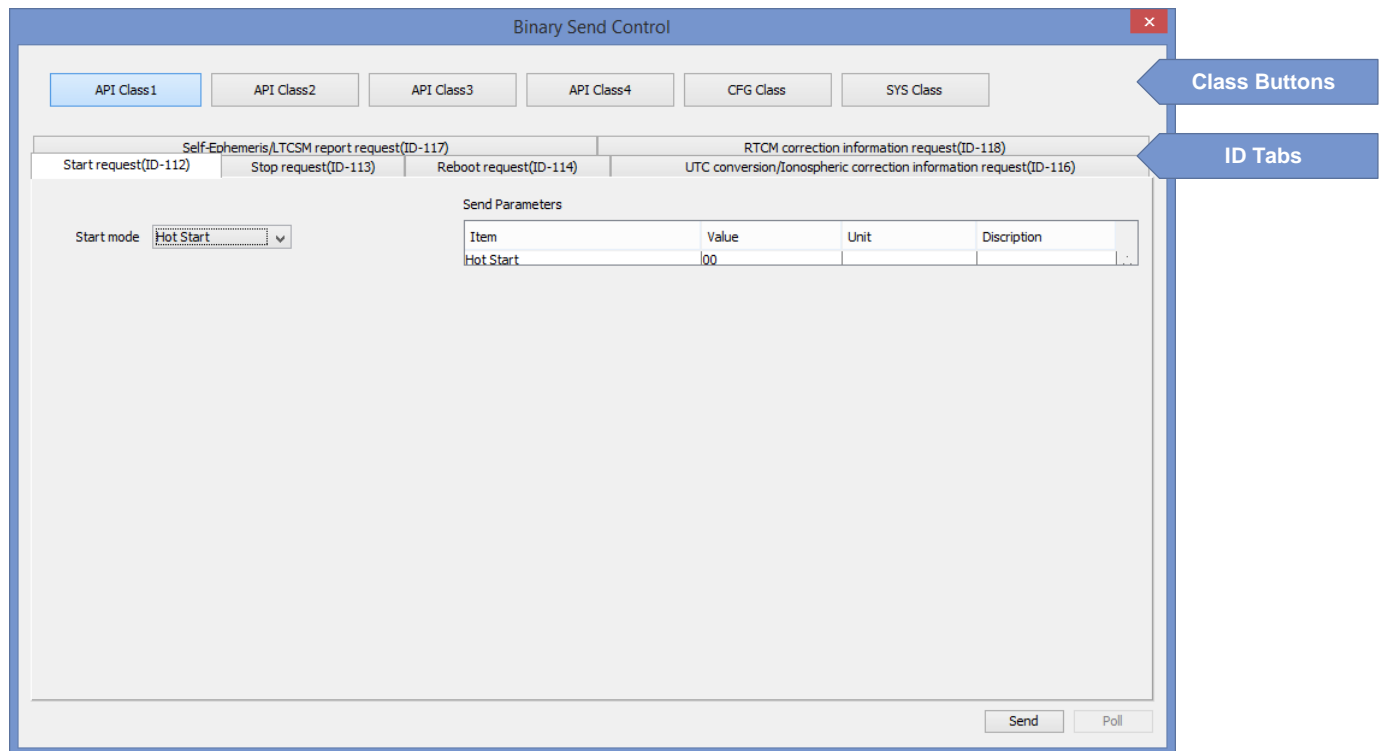 Binary Send Control
API Class1 API Class2 API Class3 API Class4 CFG Class SYS Class
Class Buttons
Self-Ephemeris/LTCSM report request(ID-117) RTCM correction information request(ID-118)
ID Tabs
Start request(ID-112) Stop request(ID-113) Reboot request(ID-114) UTC conversion/Ionospheric correction information request(ID-116)
Send Parameters
Start mode Hot Start
Item Value Unit Discription
Hot Start 00
Send Poll